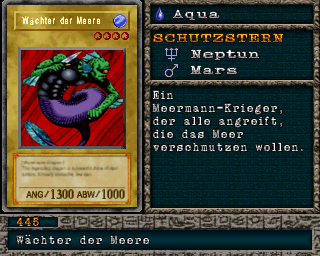 Wächter der Meere
ANG/1300 ABW/1000
Aqua
SCHUTZSTERN
Neptun
Mars
Ein
Meermann-Krieger,
der alle angreift,
die das Meer
verschmutzen wollen.
445
Wächter der Meere